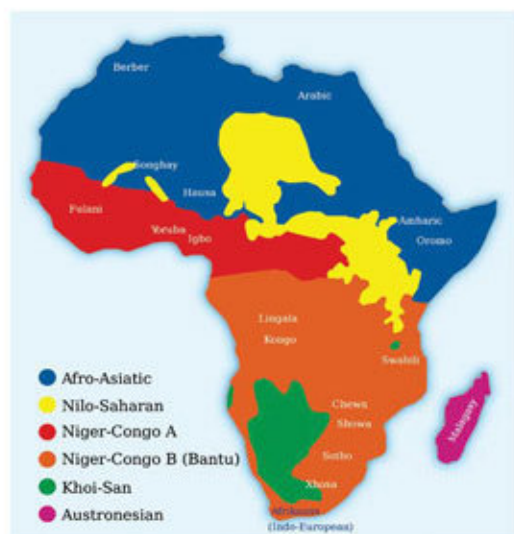 Berber
Arabic
Songhay
Hausa
Fulani
Yoruba
Igbo
Amharic
Oromo
Lingala
Kongo
Swahili
Chewa
Showa
Sotho
Xhosa
Malagasy
Afrikaans
(Indo-European)
Afro-Asiatic
Nilo-Saharan
Niger-Congo A
Niger-Congo B (Bantu)
Khoi-San
Austronesian